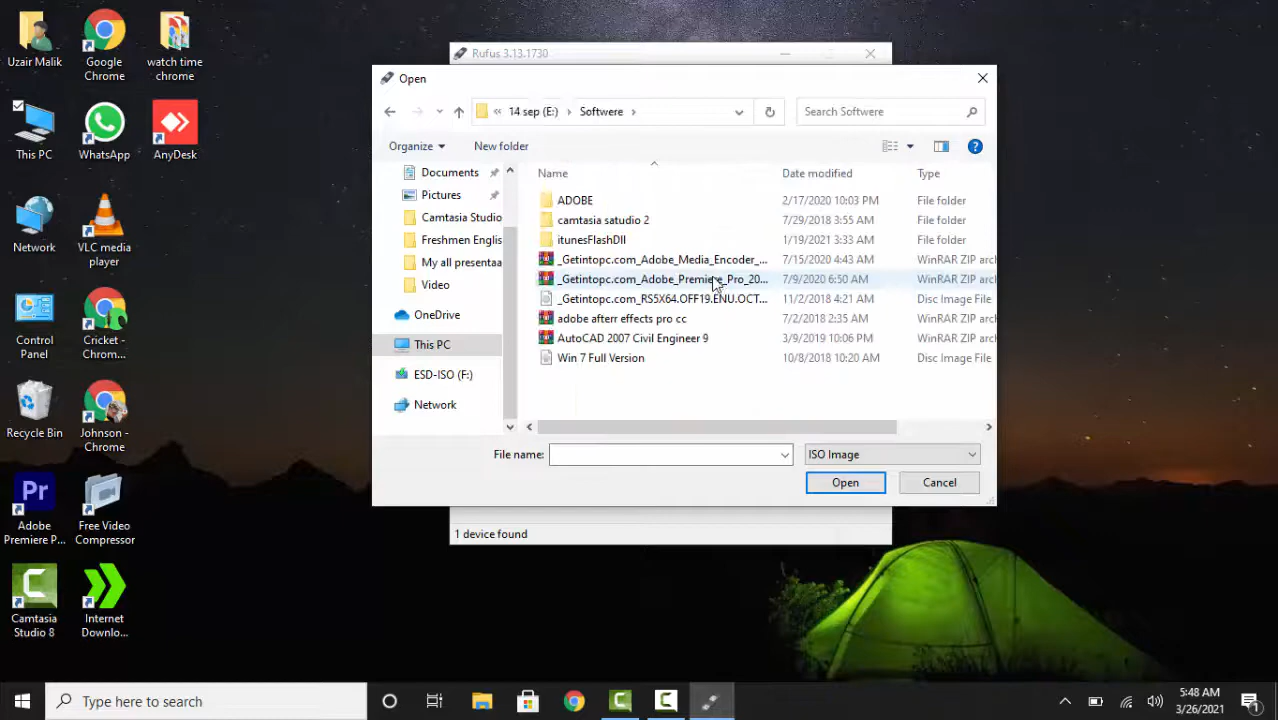 Uzair Malik
Google
Chrome
watch time
chrome
This PC
WhatsApp
AnyDesk
Network
VLC media
player
Control
Panel
Cricket -
Chrom...
Recycle Bin
Johnson -
Chrome
Pr
Adobe
Premiere P...
Free Video
Compressor
Camtasia
Studio 8
Internet
Downlo...
Rufus 3.13.1730
Open
« 14 sep (E:) › Softwere ›
Search Softwere
Organize
New folder
?
Documents
Pictures
Camtasia Studio
Freshmen Englis
My all presentaa
Video
OneDrive
This PC
ESD-ISO (F:)
Network
Name Date modified Type
ADOBE 2/17/2020 10:03 PM File folder
camtasia satudio 2 7/29/2018 3:55 AM File folder
itunesFlashDll 1/19/2021 3:33 AM File folder
_Getintopc.com_Adobe_Media_Encoder_... 7/15/2020 4:43 AM WinRAR ZIP arch
_Getintopc.com_Adobe_Premiere_Pro_20... 7/9/2020 6:50 AM WinRAR ZIP arch
_Getintopc.com_RS5X64.OFF19.ENU.OCT... 11/2/2018 4:21 AM Disc Image File
adobe afterr effects pro cc 7/2/2018 2:35 AM WinRAR ZIP arch
AutoCAD 2007 Civil Engineer 9 3/9/2019 10:06 PM WinRAR ZIP arch
Win 7 Full Version 10/8/2018 10:20 AM Disc Image File
File name:
ISO Image
Open
Cancel
1 device found
Type here to search
5:48 AM
3/26/2021
1